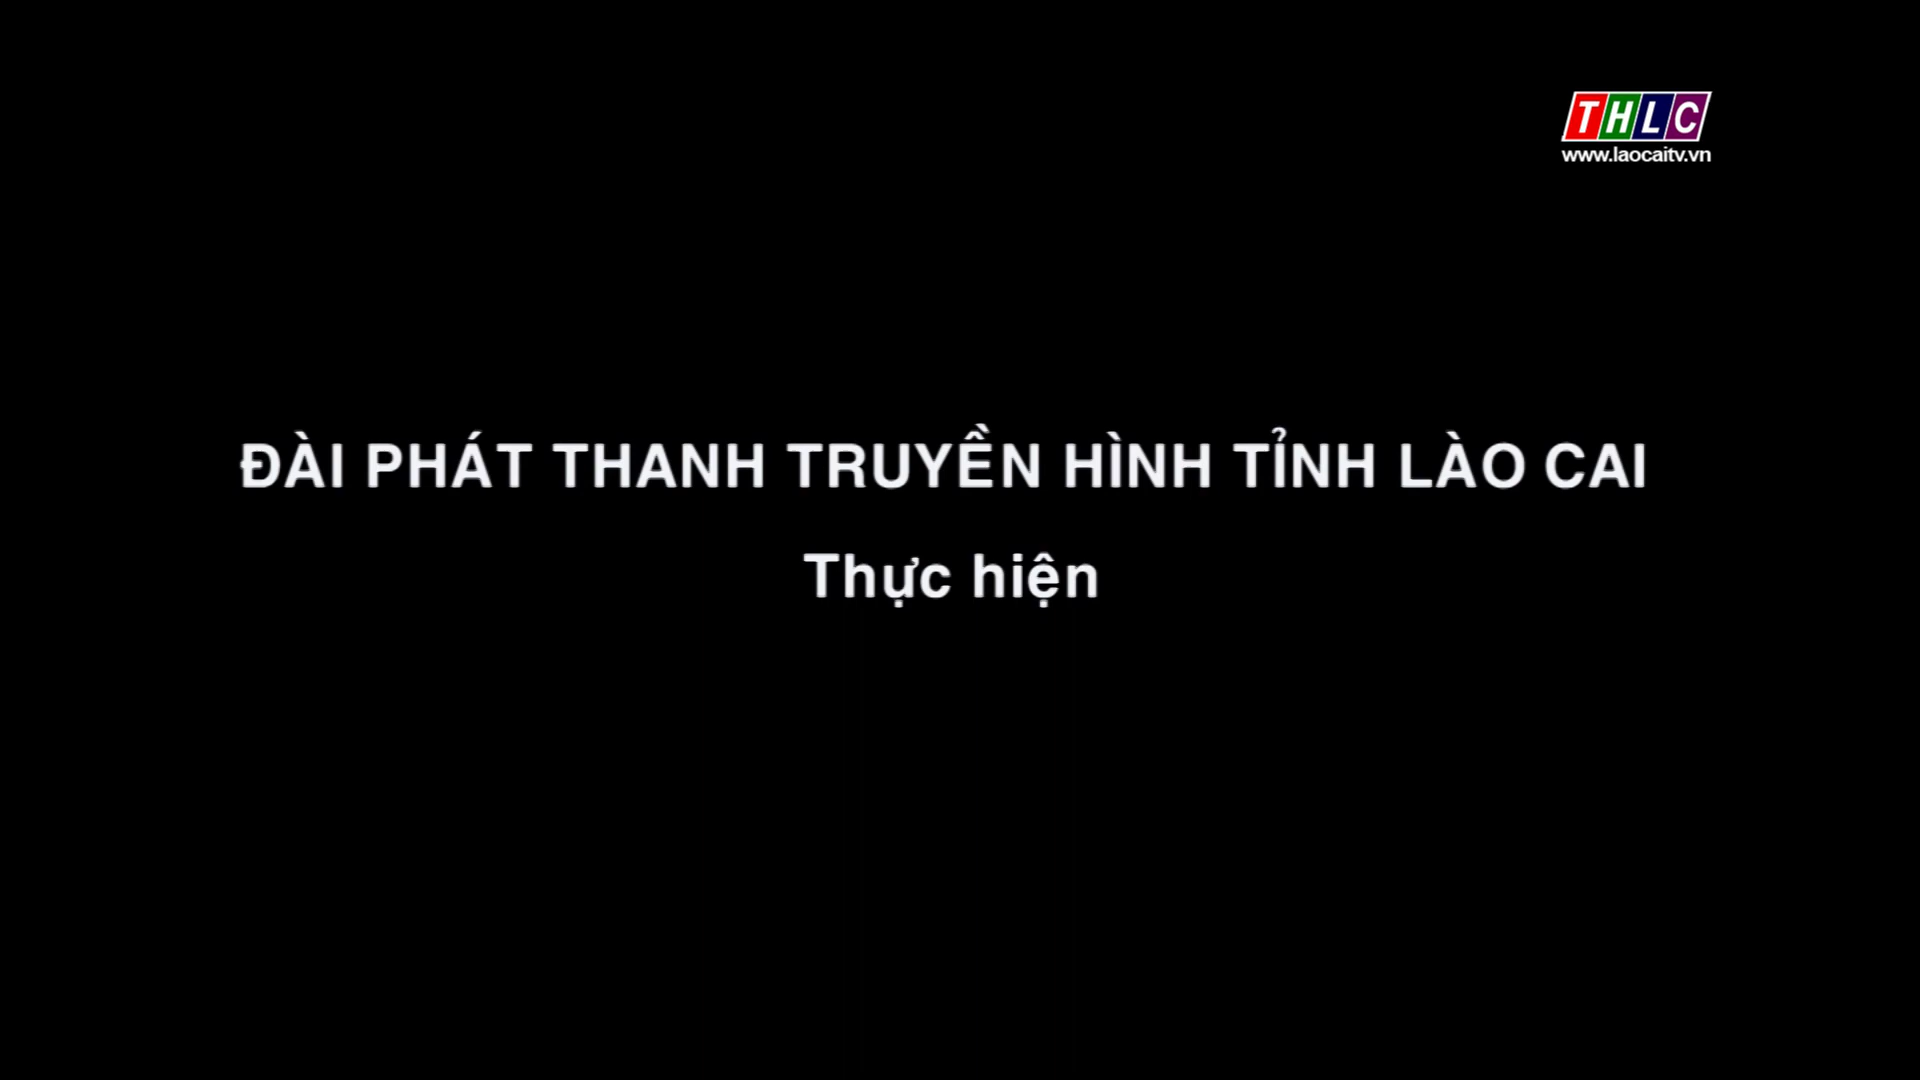 THLC
www.laocaitv.vn
ĐÀI PHÁT THANH TRUYỀN HÌNH TỈNH LÀO CAI
Thực hiện